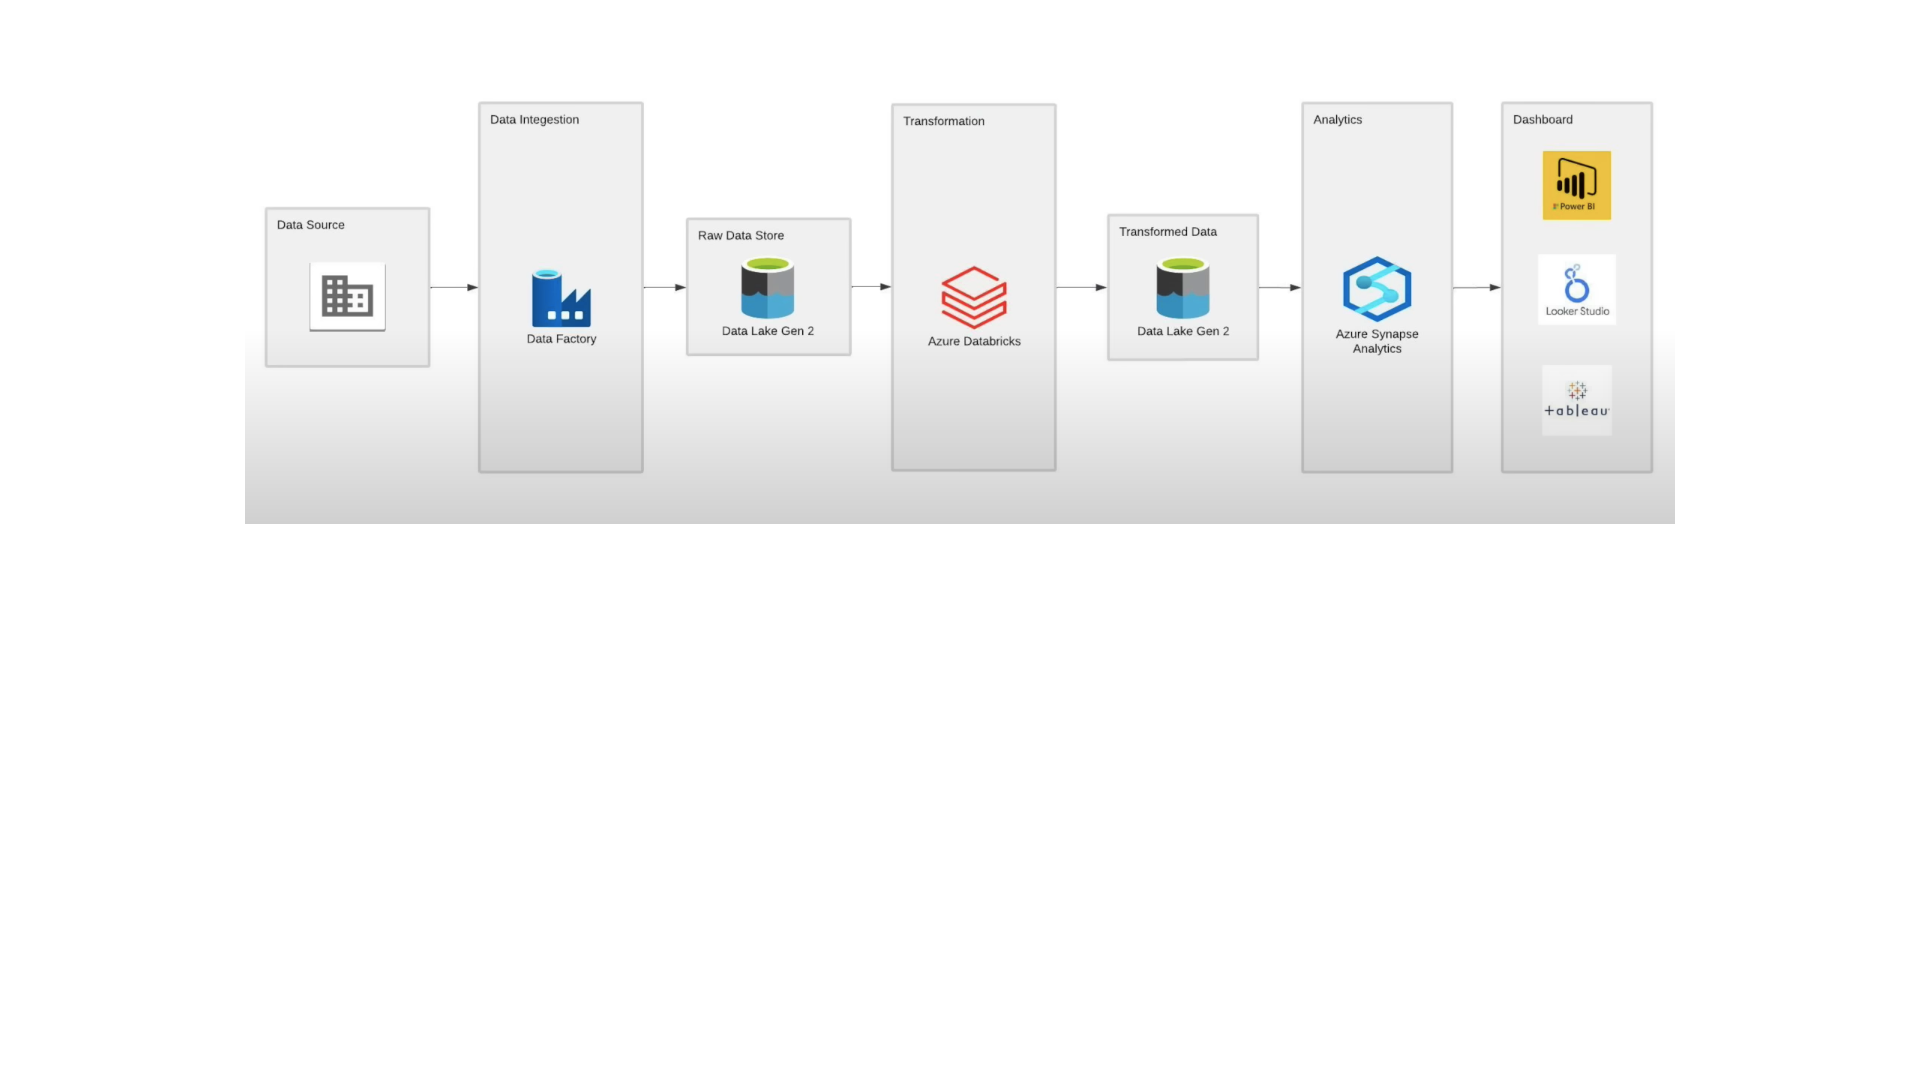 Data Source
Data Integestion
Data Factory
Raw Data Store
Data Lake Gen 2
Transformation
Azure Databricks
Transformed Data
Data Lake Gen 2
Analytics
Azure Synapse
Analytics
Dashboard
Power BI
Looker Studio
+ableau